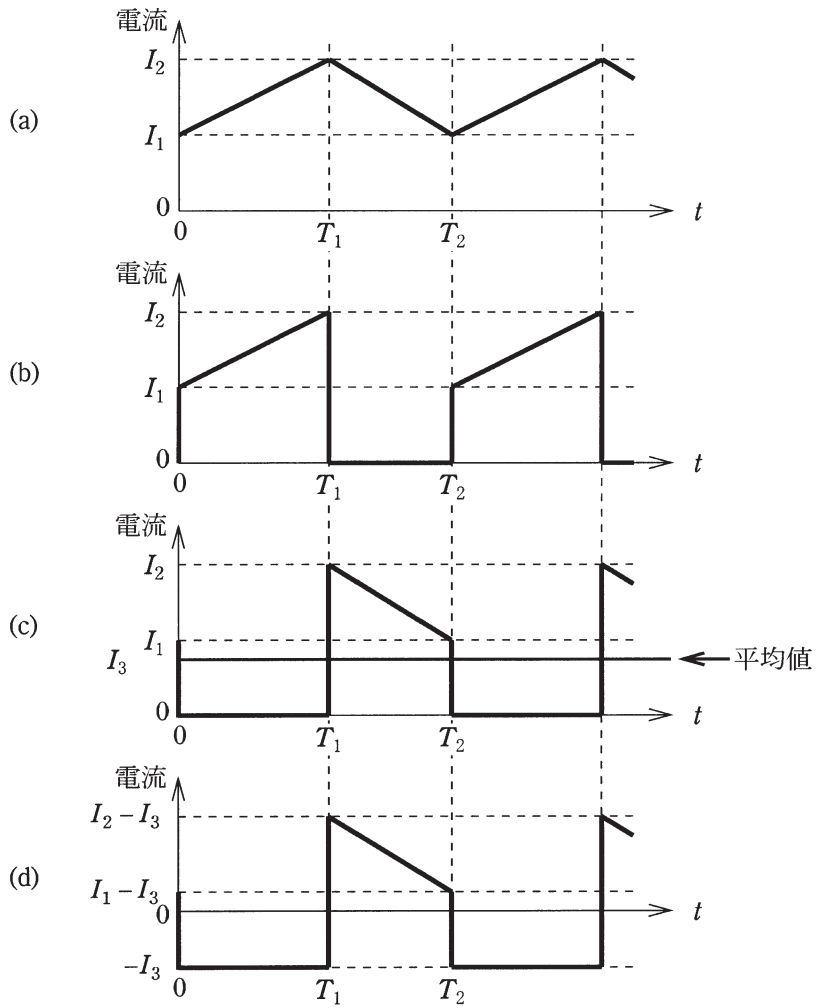 (a)
電流
I₂
I₁
0
0 T₁ T₂ t
(b)
電流
I₂
I₁
0
0 T₁ T₂ t
(c)
電流
I₂
I₁
I₃ 平均値
0
0 T₁ T₂ t
(d)
電流
I₂ − I₃
I₁ − I₃
0 t
−I₃
0 T₁ T₂